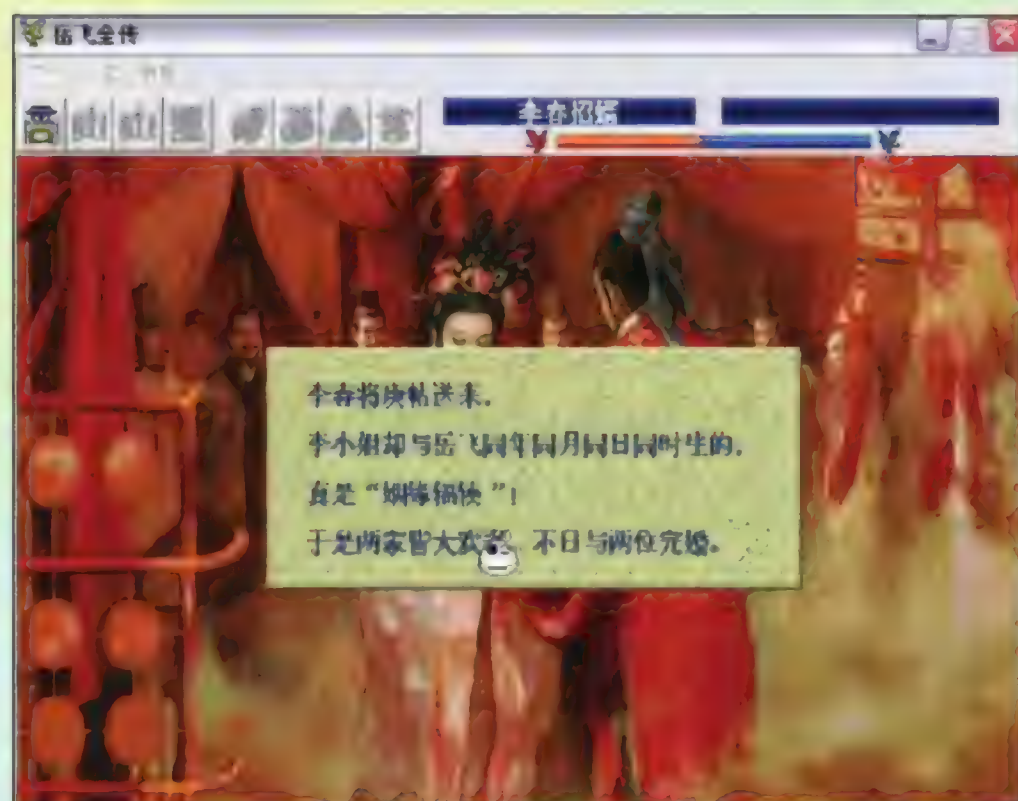 岳飞全传
李春招婿
李春将庚帖送来。
李小姐却与岳飞同年同月同日同时生的。
真是“姻缘
于是两家皆大欢喜，不日与两位完婚。